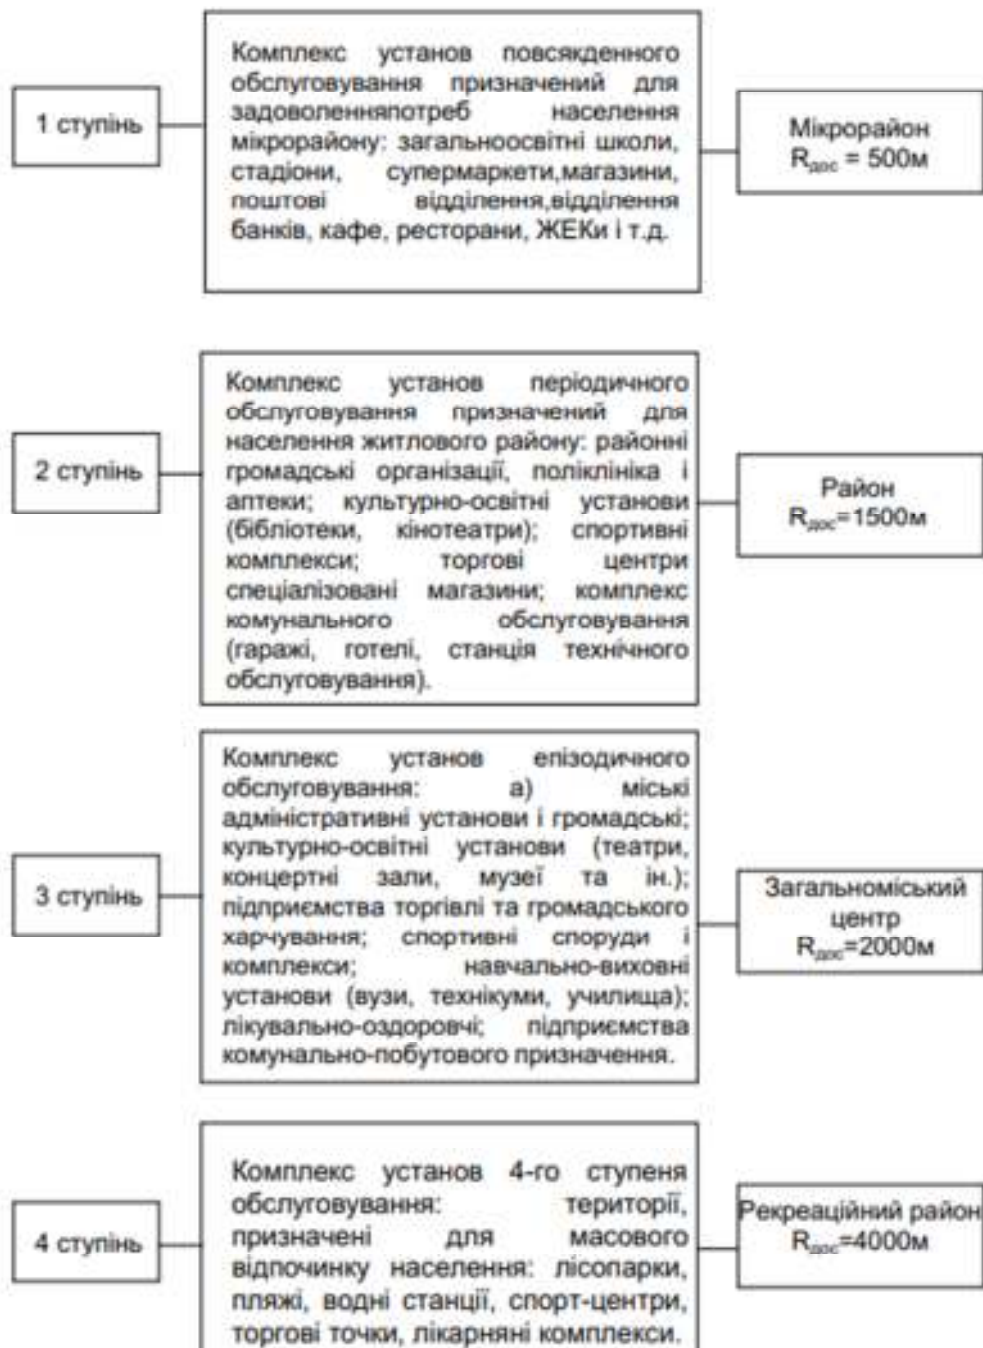 1 ступінь
Комплекс установ повсякденного
обслуговування призначений для
задоволенняпотреб населення
мікрорайону: загальноосвітні школи,
стадіони, супермаркети,магазини,
поштові відділення,відділення
банків, кафе, ресторани, ЖЕКи і т.д.
Мікрорайон
Rдос = 500м
2 ступінь
Комплекс установ періодичного
обслуговування призначений для
населення житлового району: районні
громадські організації, поліклініка і
аптеки; культурно-освітні установи
(бібліотеки, кінотеатри); спортивні
комплекси; торгові центри
спеціалізовані магазини; комплекс
комунального обслуговування
(гаражі, готелі, станція технічного
обслуговування).
Район
Rдос=1500м
3 ступінь
Комплекс установ епізодичного
обслуговування: а) міські
адміністративні установи і громадські;
культурно-освітні установи (театри,
концертні зали, музеї та ін.);
підприємства торгівлі та громадського
харчування; спортивні споруди і
комплекси; навчально-виховні
установи (вузи, технікуми, училища);
лікувально-оздоровчі; підприємства
комунально-побутового призначення.
Загальноміський
центр
Rдос=2000м
4 ступінь
Комплекс установ 4-го ступеня
обслуговування: території,
призначені для масового
відпочинку населення: лісопарки,
пляжі, водні станції, спорт-центри,
торгові точки, лікарняні комплекси.
Рекреаційний район
Rдос=4000м